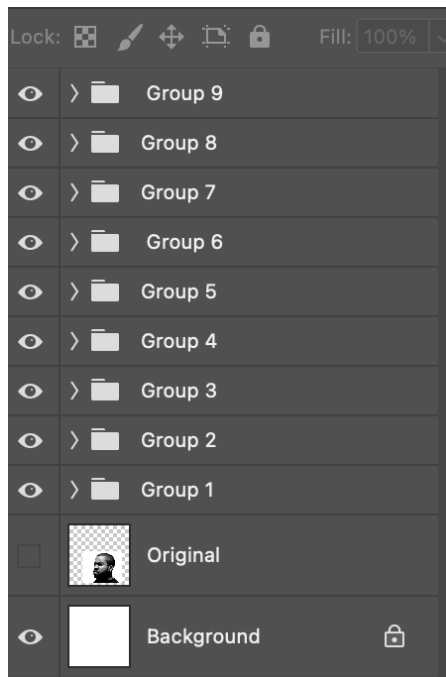 Lock: Fill: 100%
Group 9
Group 8
Group 7
Group 6
Group 5
Group 4
Group 3
Group 2
Group 1
Original
Background